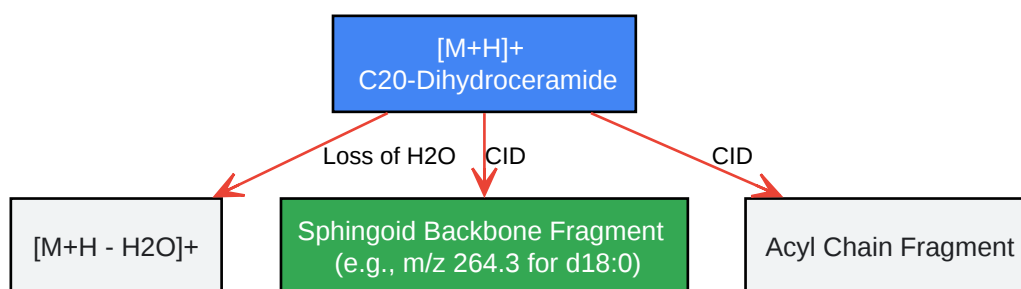 [M+H]+
C20-Dihydroceramide
Loss of H2O
CID
CID
[M+H - H2O]+
Sphingoid Backbone Fragment
(e.g., m/z 264.3 for d18:0)
Acyl Chain Fragment